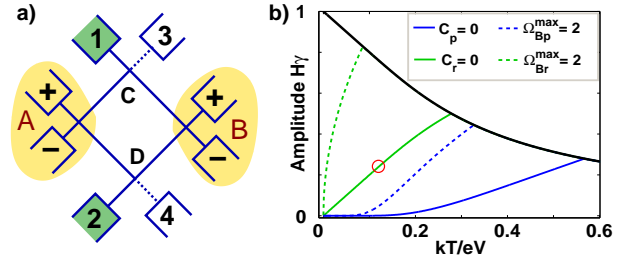 a)
1
3
+
+
A
C
B
−
−
D
2
4
b)
Amplitude Hγ
1
0
C_p = 0
Ω_Bp^max = 2
C_r = 0
Ω_Br^max = 2
0
0.2
0.4
0.6
kT/eV